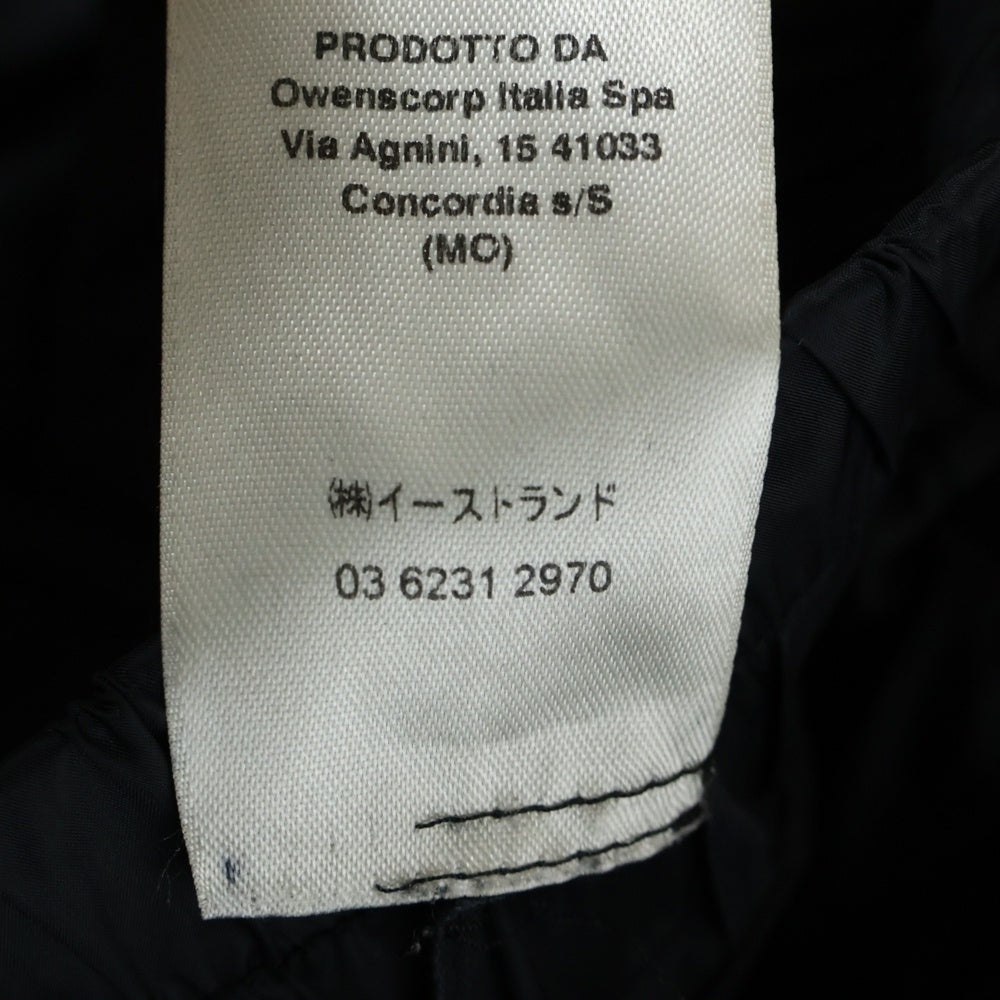 PRODOTTO DA
Owenscorp Italia Spa
Via Agnini, 15 41033
Concordia s/S
(MO)
㈱イーストランド
03 6231 2970